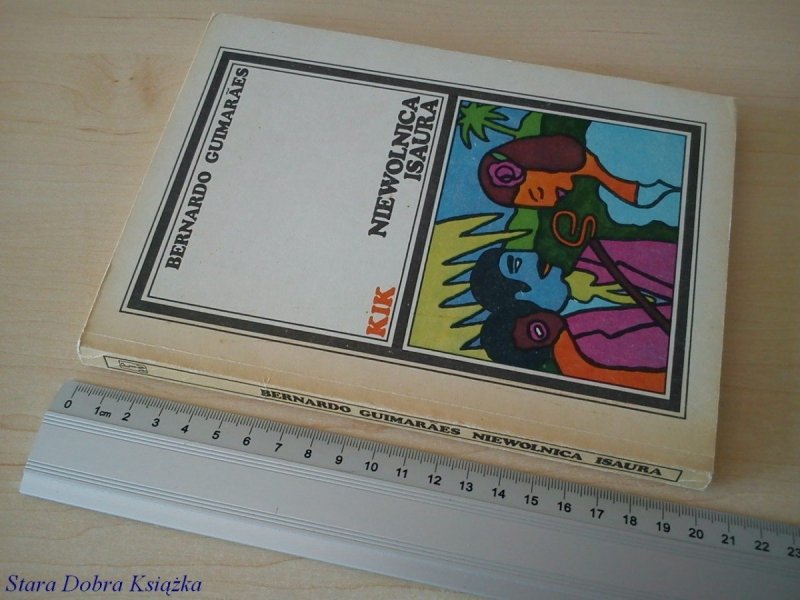 BERNARDO GUIMARÃES
NIEWOLNICA
ISAURA
KIK
BERNARDO GUIMARAES NIEWOLNICA ISAURA
0 1cm 2 3 4 5 6 7 8 9 10 11 12 13 14 15 16 17 18 19 20 21 22 23
Stara Dobra Książka